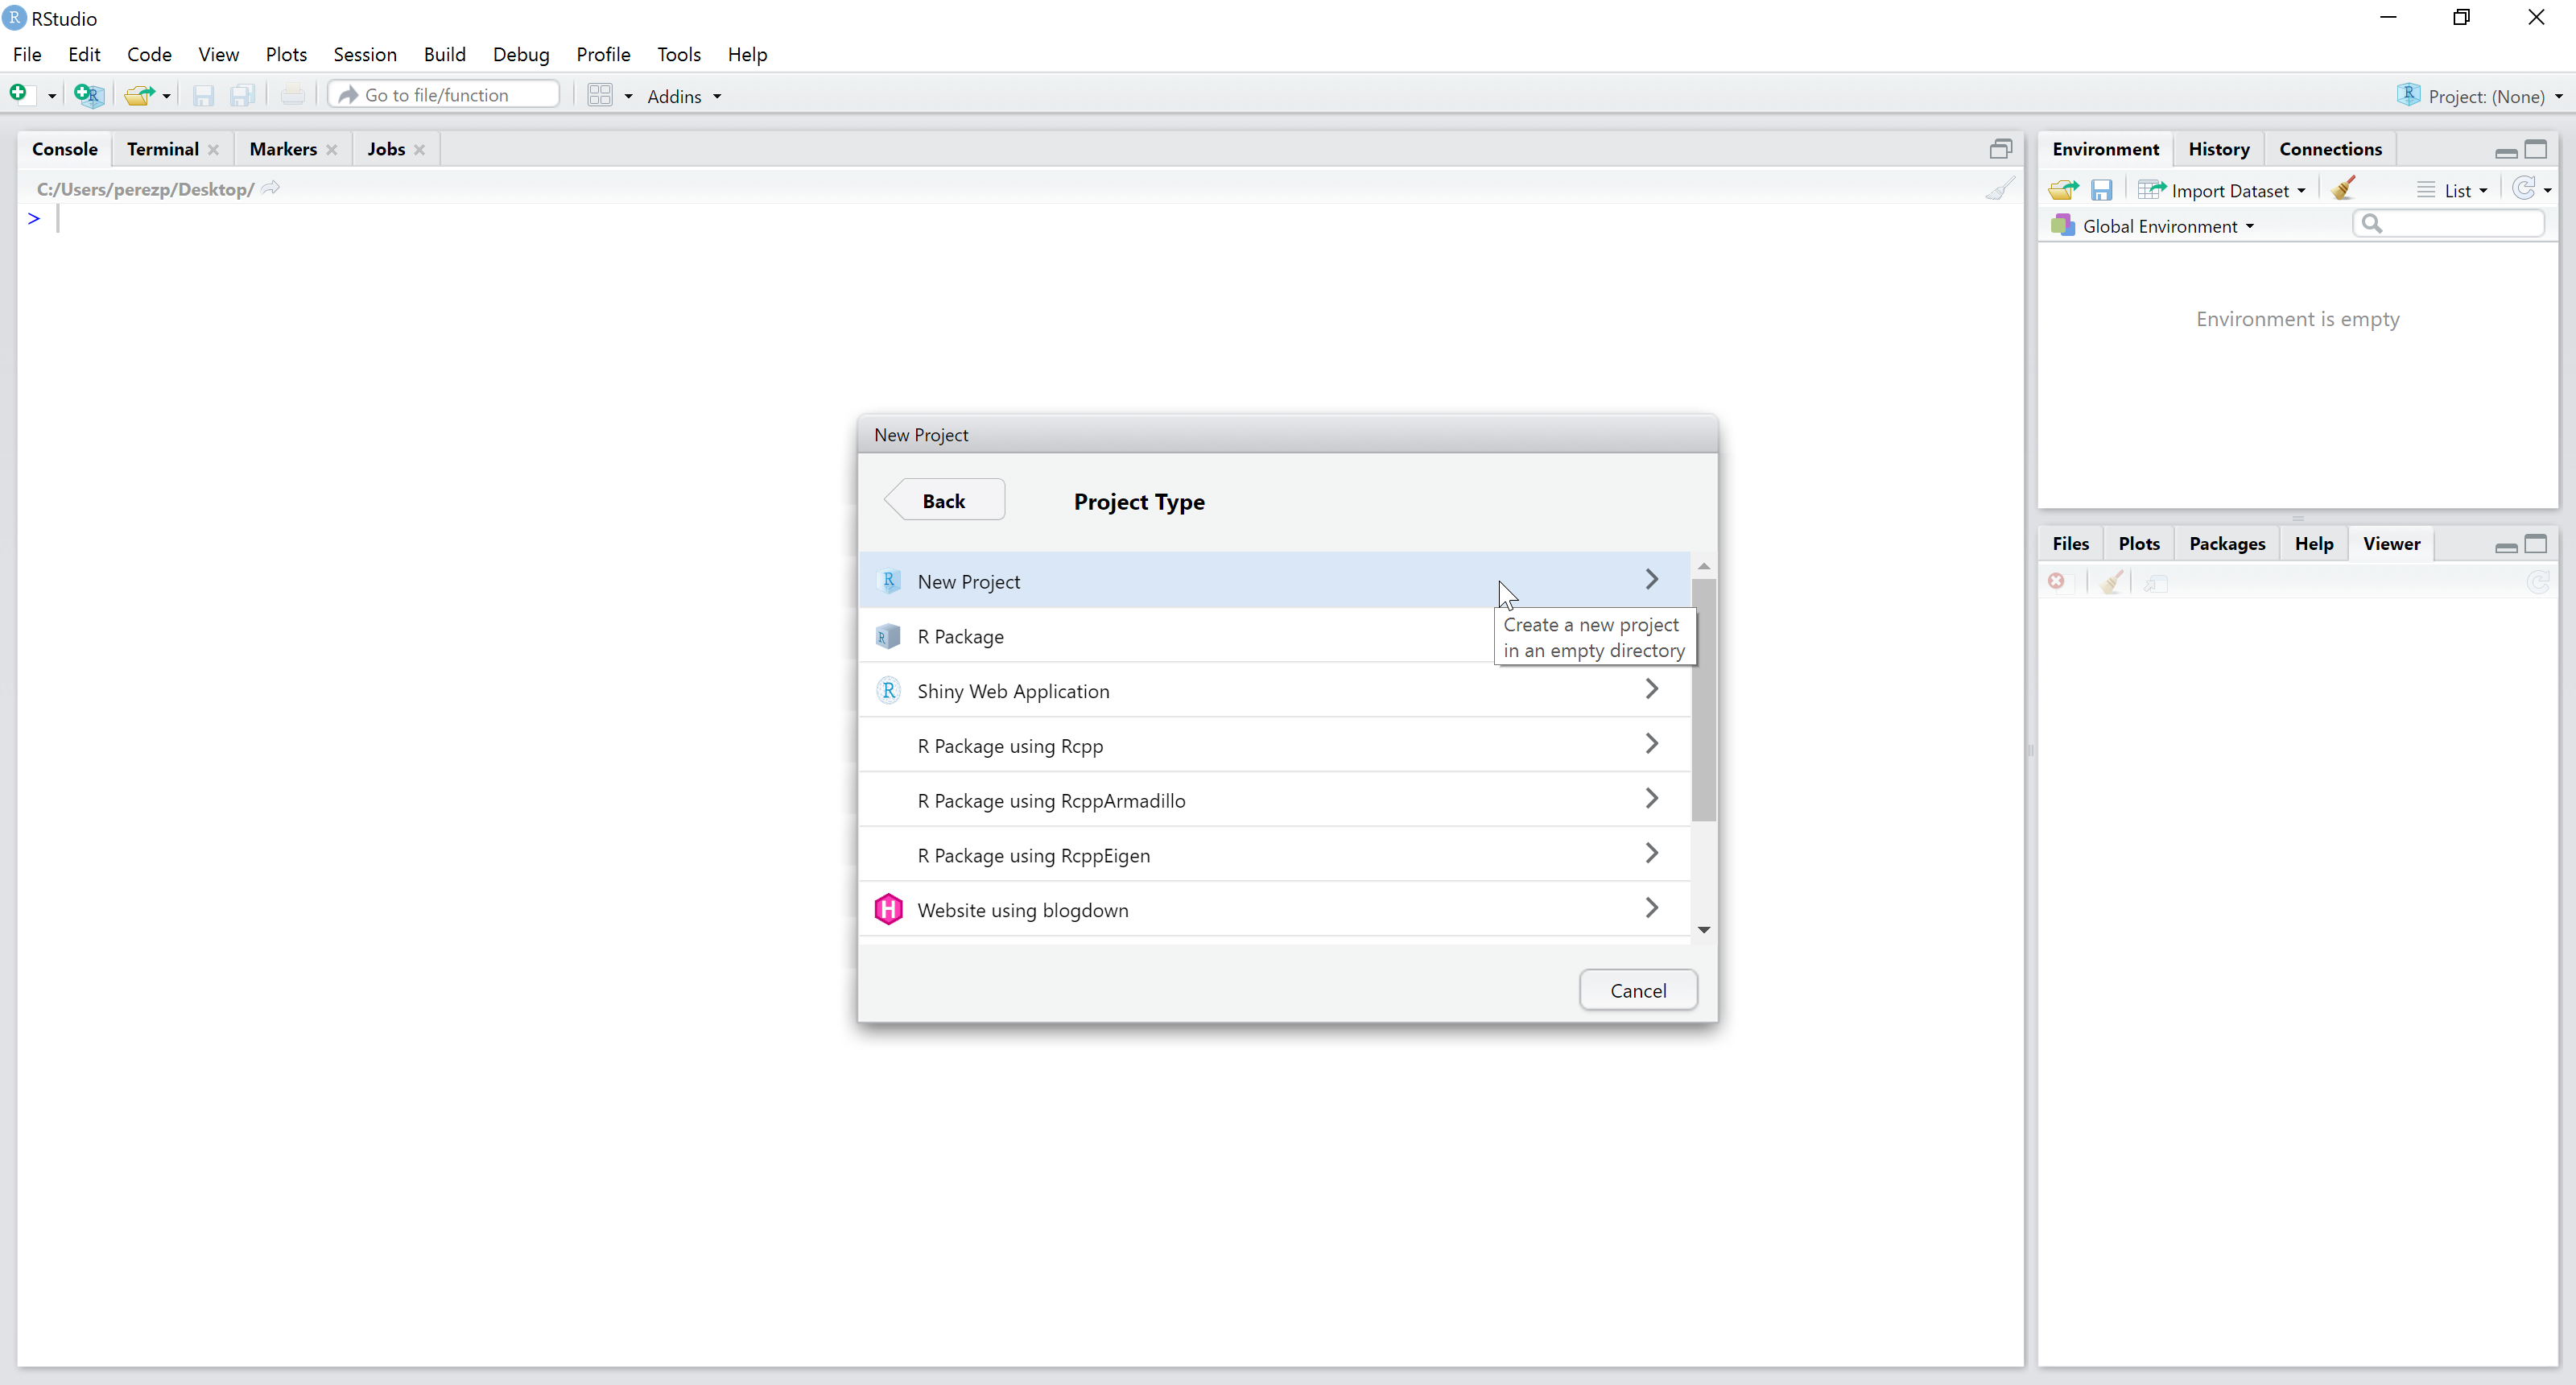 RStudio
File Edit Code View Plots Session Build Debug Profile Tools Help
Go to file/function Addins Project: (None)
Console Terminal Markers Jobs
C:/Users/perezp/Desktop/
>
Environment History Connections
Import Dataset List
Global Environment
Environment is empty
Files Plots Packages Help Viewer
New Project
Back Project Type
New Project
R Package
Create a new project
in an empty directory
Shiny Web Application
R Package using Rcpp
R Package using RcppArmadillo
R Package using RcppEigen
Website using blogdown
Cancel